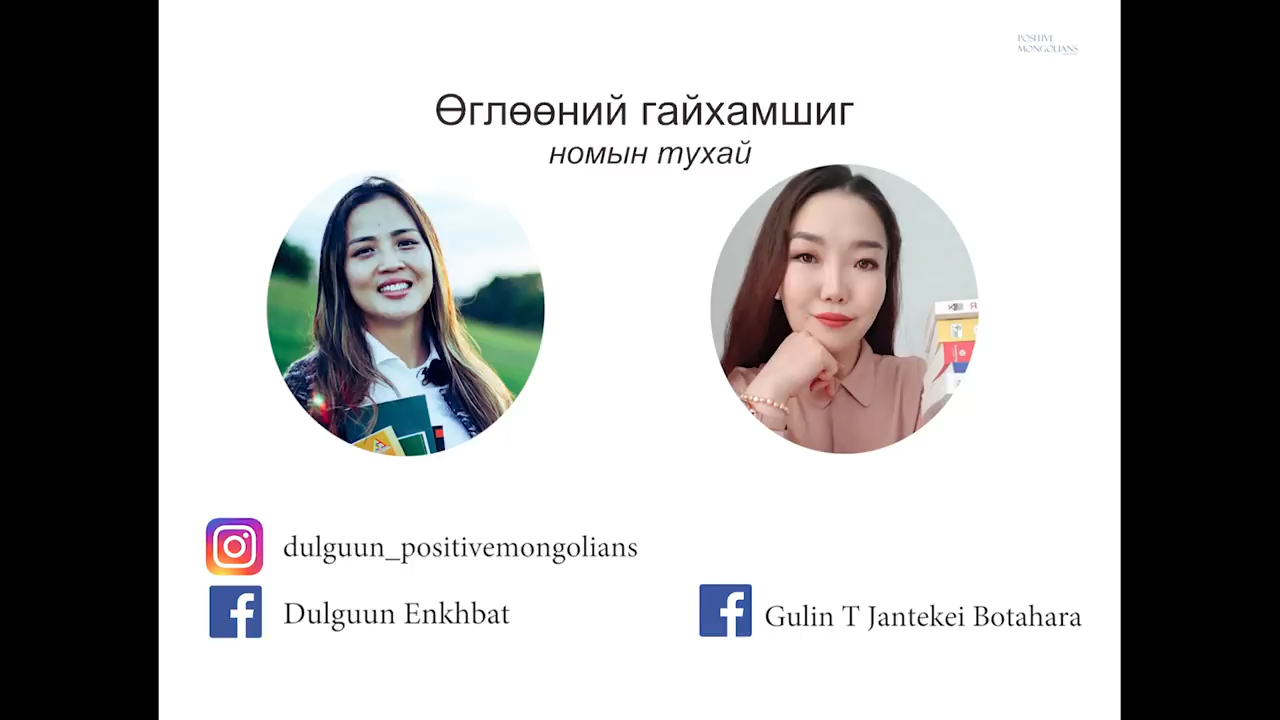 POSITIVE
MONGOLIANS
Өглөөний гайхамшиг
номын тухай
dulguun_positivemongolians
Dulguun Enkhbat
Gulin T Jantekei Botahara